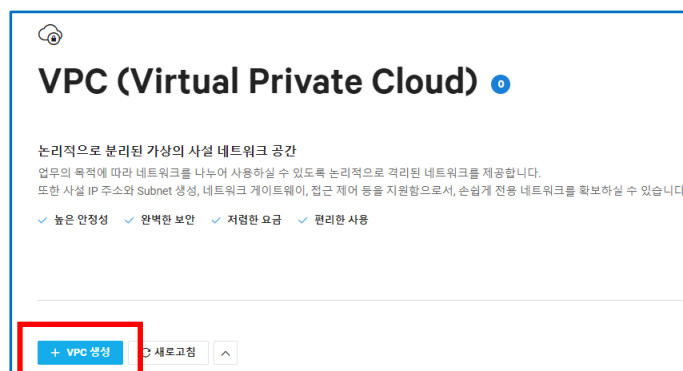 VPC (Virtual Private Cloud) 0
논리적으로 분리된 가상의 사설 네트워크 공간
업무의 목적에 따라 네트워크를 나누어 사용하실 수 있도록 논리적으로 격리된 네트워크를 제공합니다.
또한 사설 IP 주소와 Subnet 생성, 네트워크 게이트웨이, 접근 제어 등을 지원함으로서, 손쉽게 전용 네트워크를 확보하실 수 있습니다
높은 안정성 완벽한 보안 저렴한 요금 편리한 사용
+ VPC 생성 새로고침